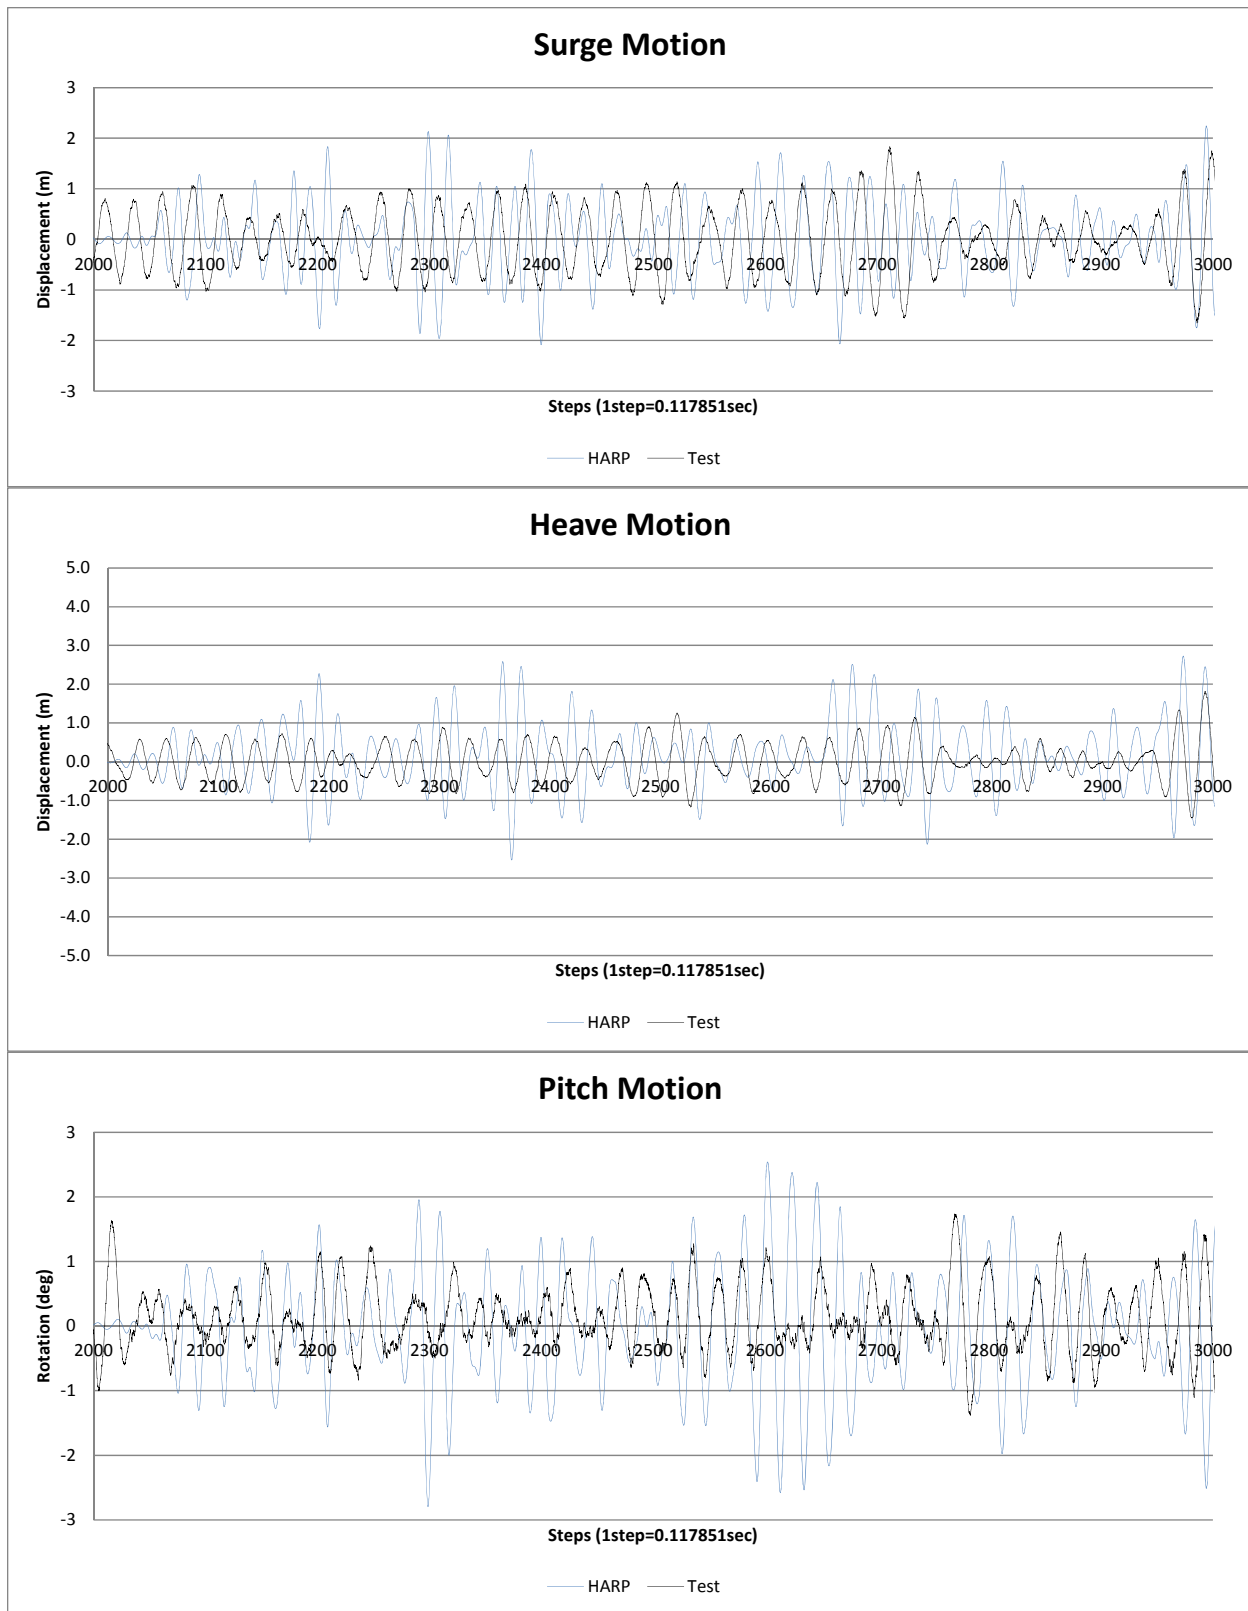 Surge Motion
3
2
1
0
-1
-2
-3
Displacement (m)
2000 2100 2200 2300 2400 2500 2600 2700 2800 2900 3000
Steps (1step=0.117851sec)
HARP Test
Heave Motion
5.0
4.0
3.0
2.0
1.0
0.0
-1.0
-2.0
-3.0
-4.0
-5.0
Displacement (m)
2000 2100 2200 2300 2400 2500 2600 2700 2800 2900 3000
Steps (1step=0.117851sec)
HARP Test
Pitch Motion
3
2
1
0
-1
-2
-3
Rotation (deg)
2000 2100 2200 2300 2400 2500 2600 2700 2800 2900 3000
Steps (1step=0.117851sec)
HARP Test